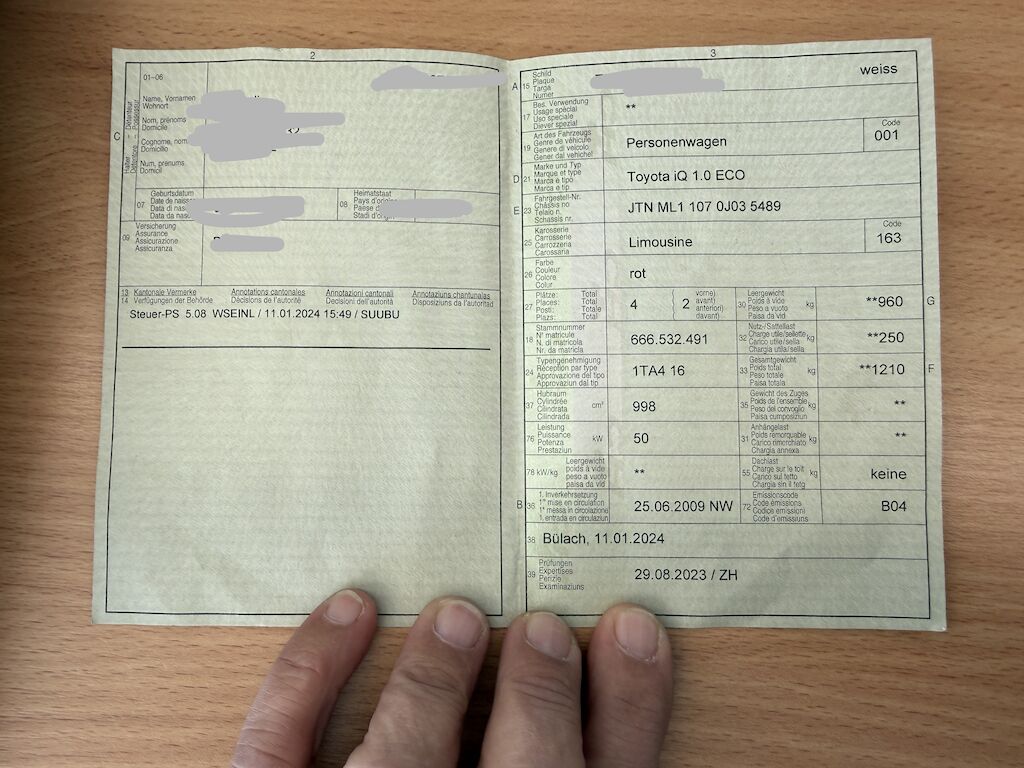 2
01–06
Name, Vornamen
Wohnort
Nom, prénoms
Domicile
Cognome, nom
Domicilio
Num, prenums
Domicil
C
Halter – Détenteur
Detentore – Possessur
07 Geburtsdatum
Date de naiss
Data di nas
Data da nasc
08 Heimatstaat
Pays d'orig
Paese d'
Stadi d'or
09 Versicherung
Assurance
Assicurazione
Assicuranza
13 Kantonale Vermerke Annotations cantonales Annotazioni cantonali Annotaziuns chantunalas
14 Verfügungen der Behörde Décisions de l'autorité Decisioni dell'autorità Disposiziuns da l'autoritad
Steuer-PS 5.08 WSEINL / 11.01.2024 15:49 / SUUBU
3
A 15 Schild
Plaque
Targa
Numer
weiss
17 Bes. Verwendung
Usage spécial
Uso speciale
Diever spezial
**
19 Art des Fahrzeugs
Genre de véhicule
Genere di veicolo
Gener dal vehichel
Personenwagen
Code
001
D 21 Marke und Typ
Marque et type
Marca e tipo
Marca e tip
Toyota iQ 1.0 ECO
E 23 Fahrgestell-Nr.
Châssis no
Telaio n.
Schassis nr.
JTN ML1 107 0J03 5489
25 Karosserie
Carrosserie
Carrozzeria
Carossaria
Limousine
Code
163
26 Farbe
Couleur
Colore
Colur
rot
27 Plätze: Total
Places: Total
Posti: Totale
Plazs: Total
4 ( 2 vorne)
avant)
anteriori)
davant)
30 Leergewicht
Poids à vide
Peso a vuoto
Paisa da vid
kg
**960
G
18 Stammnummer
N° matricule
N. di matricola
Nr. da matricla
666.532.491
32 Nutz-/Sattellast
Charge utile/sellette
Carico utile/sella
Chargia utila/sella
kg
**250
24 Typengenehmigung
Réception par type
Approvazione del tipo
Approvaziun dal tip
1TA4 16
33 Gesamtgewicht
Poids total
Peso totale
Paisa totala
kg
**1210
F
37 Hubraum
Cylindrée
Cilindrata
Cilindrada
cm³
998
35 Gewicht des Zuges
Poids de l'ensemble
Peso del convoglio
Paisa cumposiziun
kg
**
76 Leistung
Puissance
Potenza
Prestaziun
kW
50
31 Anhängelast
Poids remorquable
Carico rimorchiato
Chargia annexa
kg
**
78 kW/kg Leergewicht
poids à vide
peso a vuoto
paisa da vid
**
55 Dachlast
Charge sur le toit
Carico sul tetto
Chargia sin il tetg
kg
keine
B 36 1. Inverkehrsetzung
1re mise en circulation
1a messa in circolazione
1. entrada en circulaziun
25.06.2009 NW
72 Emissionscode
Code émissions
Codice emissioni
Code d'emissiuns
B04
38 Bülach, 11.01.2024
39 Prüfungen
Expertises
Perizie
Examinaziuns
29.08.2023 / ZH